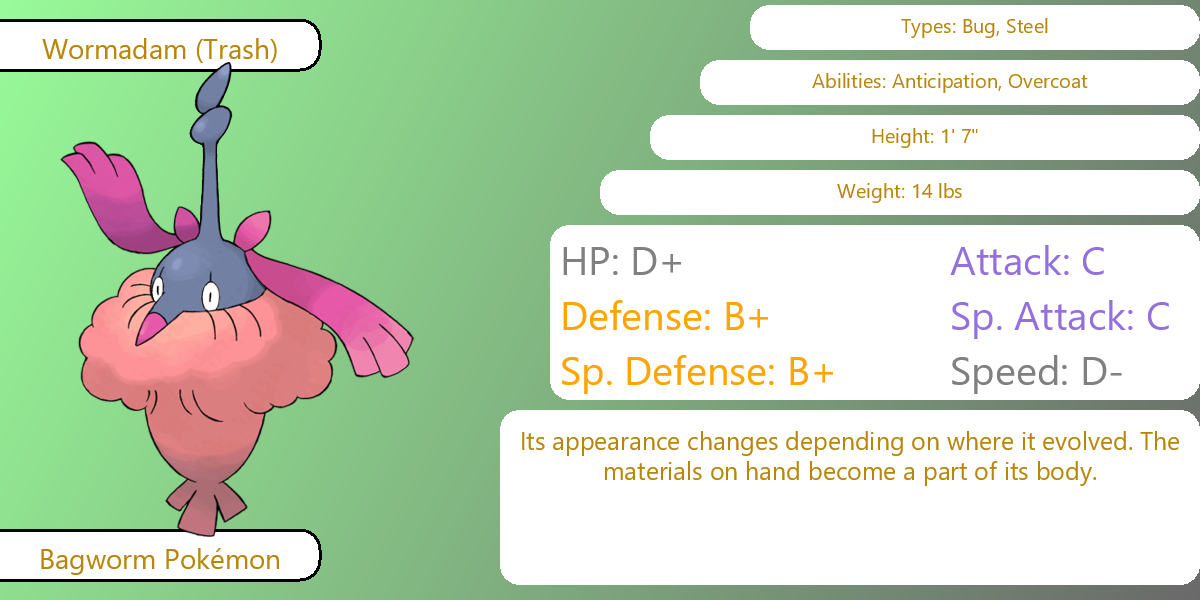 Wormadam (Trash)
Bagworm Pokémon
Types: Bug, Steel
Abilities: Anticipation, Overcoat
Height: 1' 7"
Weight: 14 lbs
HP: D+
Attack: C
Defense: B+
Sp. Attack: C
Sp. Defense: B+
Speed: D-
Its appearance changes depending on where it evolved. The
materials on hand become a part of its body.